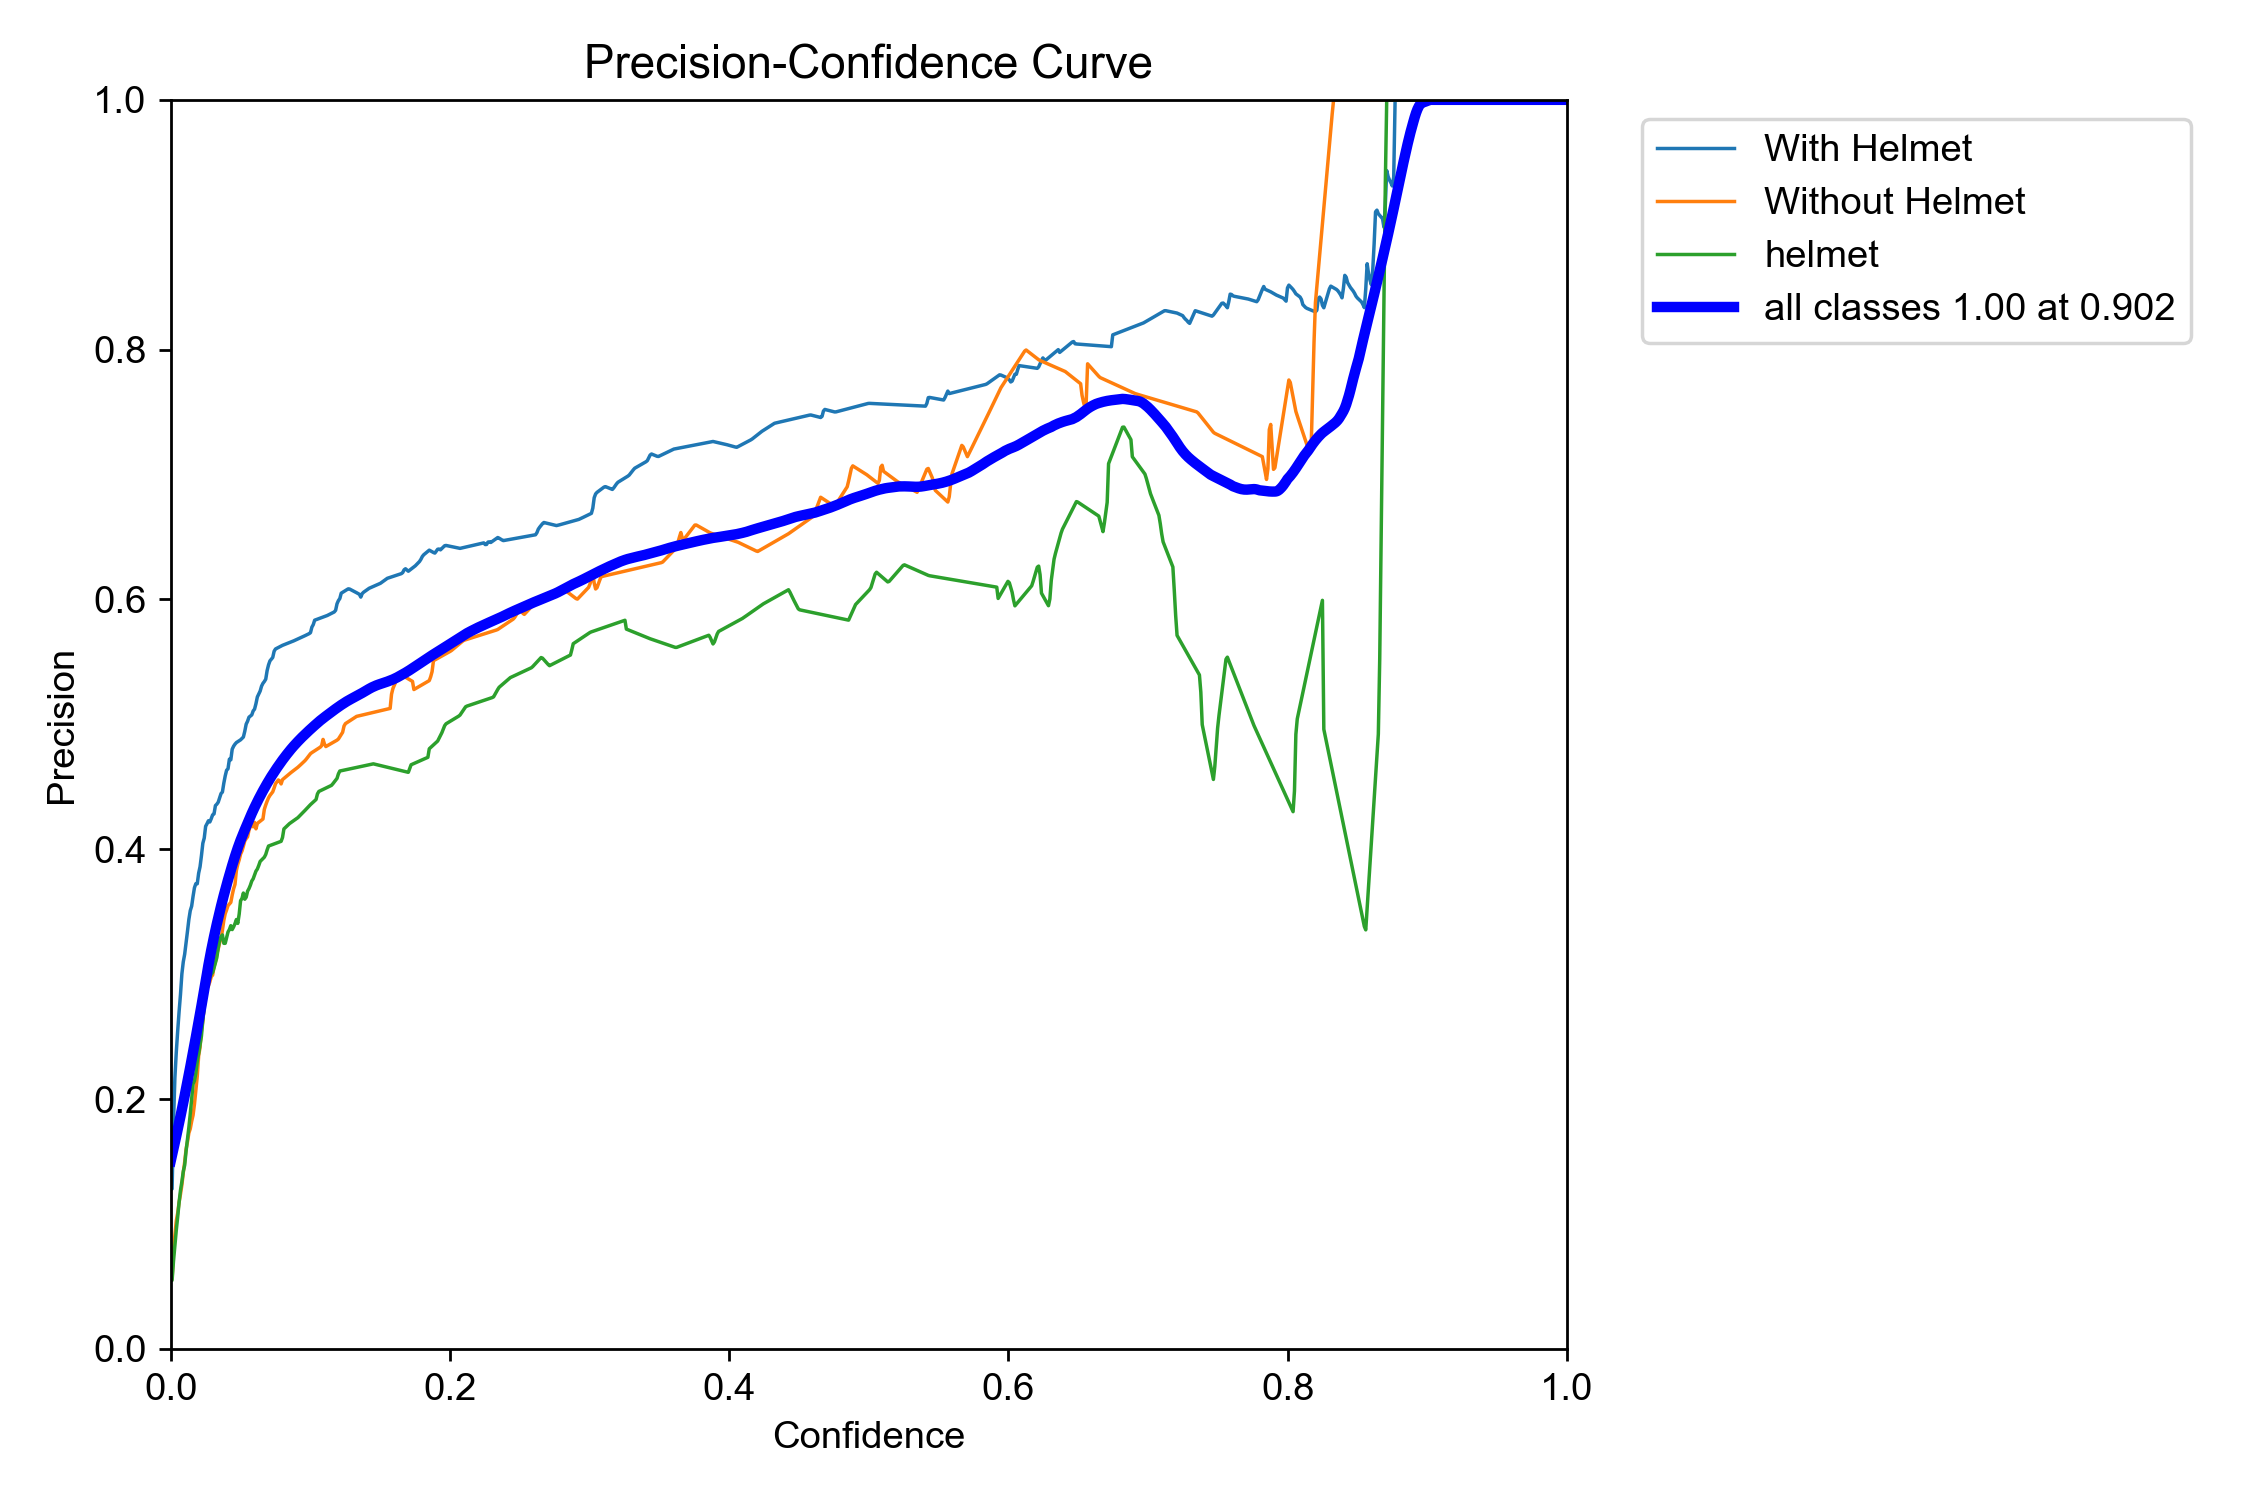 Precision-Confidence Curve
1.0
0.8
0.6
0.4
0.2
0.0
Precision
0.0 0.2 0.4 0.6 0.8 1.0
Confidence
With Helmet
Without Helmet
helmet
all classes 1.00 at 0.902